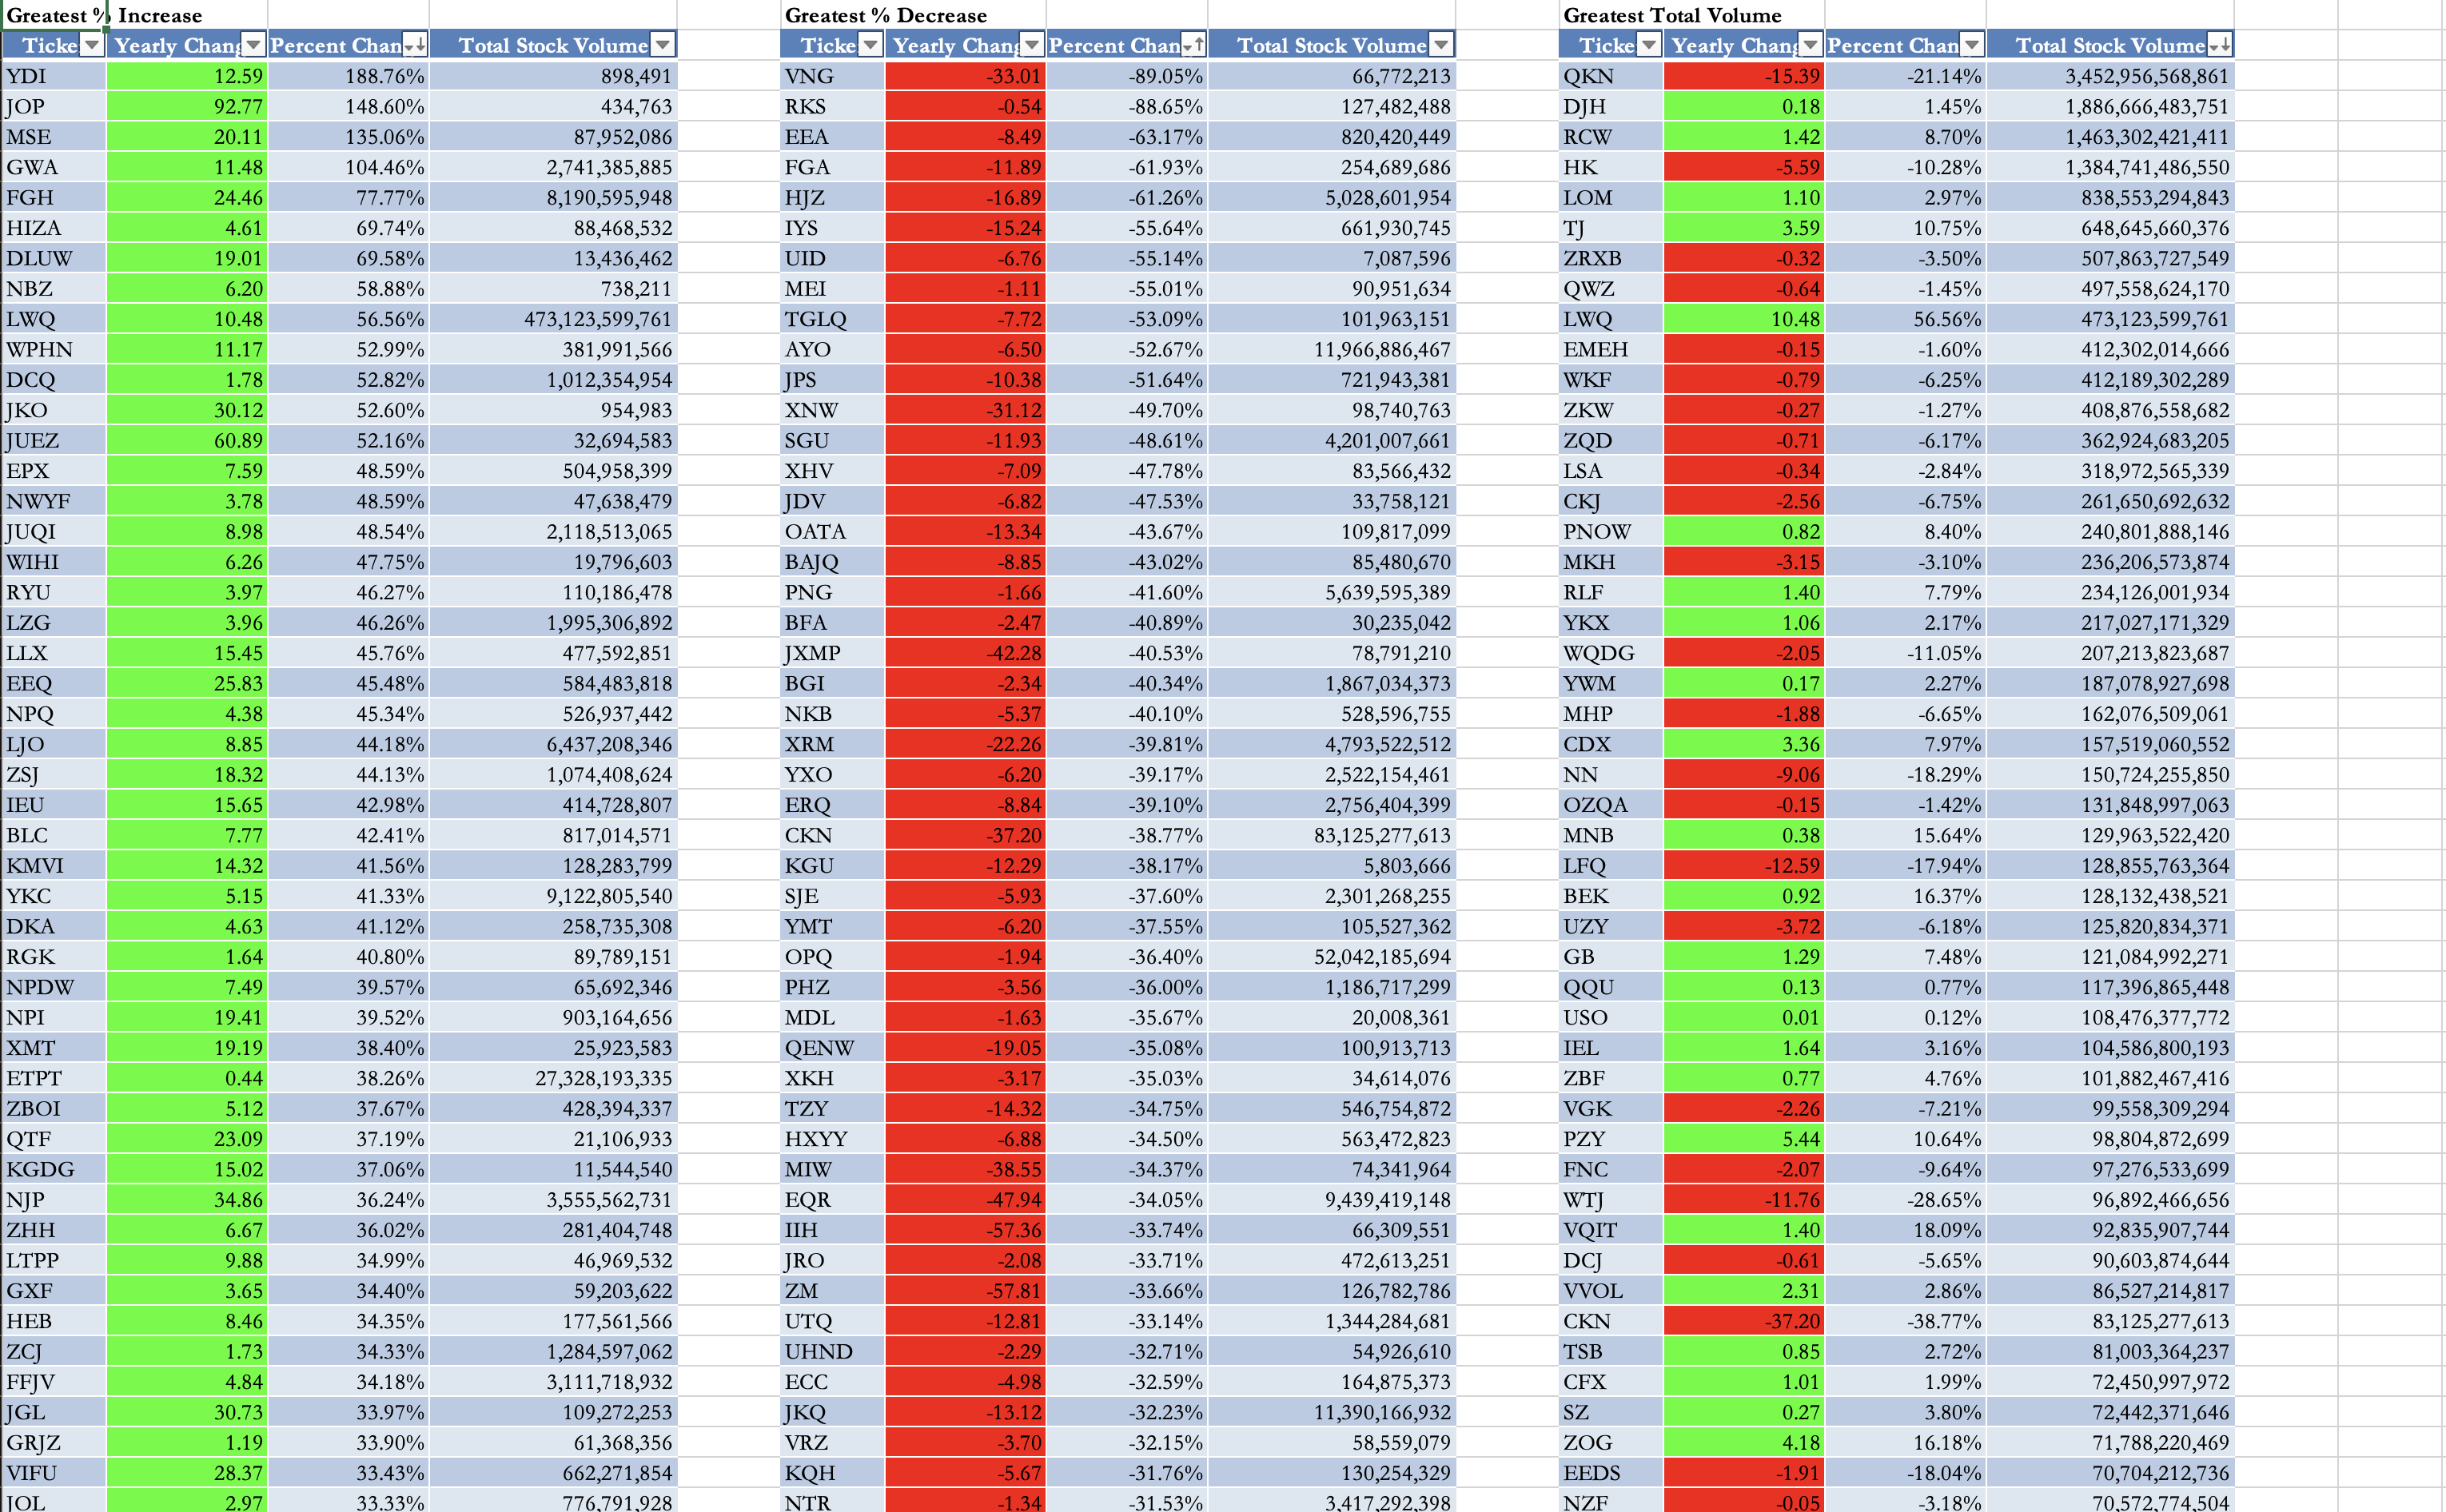 Greatest % Increase Greatest % Decrease Greatest Total Volume
Ticke Yearly Chang Percent Chan Total Stock Volume Ticke Yearly Chang Percent Chan Total Stock Volume Ticke Yearly Chang Percent Chan Total Stock Volume
YDI 12.59 188.76% 898,491 VNG -33.01 -89.05% 66,772,213 QKN -15.39 -21.14% 3,452,956,568,861
JOP 92.77 148.60% 434,763 RKS -0.54 -88.65% 127,482,488 DJH 0.18 1.45% 1,886,666,483,751
MSE 20.11 135.06% 87,952,086 EEA -8.49 -63.17% 820,420,449 RCW 1.42 8.70% 1,463,302,421,411
GWA 11.48 104.46% 2,741,385,885 FGA -11.89 -61.93% 254,689,686 HK -5.59 -10.28% 1,384,741,486,550
FGH 24.46 77.77% 8,190,595,948 HJZ -16.89 -61.26% 5,028,601,954 LOM 1.10 2.97% 838,553,294,843
HIZA 4.61 69.74% 88,468,532 IYS -15.24 -55.64% 661,930,745 TJ 3.59 10.75% 648,645,660,376
DLUW 19.01 69.58% 13,436,462 UID -6.76 -55.14% 7,087,596 ZRXB -0.32 -3.50% 507,863,727,549
NBZ 6.20 58.88% 738,211 MEI -1.11 -55.01% 90,951,634 QWZ -0.64 -1.45% 497,558,624,170
LWQ 10.48 56.56% 473,123,599,761 TGLQ -7.72 -53.09% 101,963,151 LWQ 10.48 56.56% 473,123,599,761
WPHN 11.17 52.99% 381,991,566 AYO -6.50 -52.67% 11,966,886,467 EMEH -0.15 -1.60% 412,302,014,666
DCQ 1.78 52.82% 1,012,354,954 JPS -10.38 -51.64% 721,943,381 WKF -0.79 -6.25% 412,189,302,289
JKO 30.12 52.60% 954,983 XNW -31.12 -49.70% 98,740,763 ZKW -0.27 -1.27% 408,876,558,682
JUEZ 60.89 52.16% 32,694,583 SGU -11.93 -48.61% 4,201,007,661 ZQD -0.71 -6.17% 362,924,683,205
EPX 7.59 48.59% 504,958,399 XHV -7.09 -47.78% 83,566,432 LSA -0.34 -2.84% 318,972,565,339
NWYF 3.78 48.59% 47,638,479 JDV -6.82 -47.53% 33,758,121 CKJ -2.56 -6.75% 261,650,692,632
JUQI 8.98 48.54% 2,118,513,065 OATA -13.34 -43.67% 109,817,099 PNOW 0.82 8.40% 240,801,888,146
WIHI 6.26 47.75% 19,796,603 BAJQ -8.85 -43.02% 85,480,670 MKH -3.15 -3.10% 236,206,573,874
RYU 3.97 46.27% 110,186,478 PNG -1.66 -41.60% 5,639,595,389 RLF 1.40 7.79% 234,126,001,934
LZG 3.96 46.26% 1,995,306,892 BFA -2.47 -40.89% 30,235,042 YKX 1.06 2.17% 217,027,171,329
LLX 15.45 45.76% 477,592,851 JXMP -42.28 -40.53% 78,791,210 WQDG -2.05 -11.05% 207,213,823,687
EEQ 25.83 45.48% 584,483,818 BGI -2.34 -40.34% 1,867,034,373 YWM 0.17 2.27% 187,078,927,698
NPQ 4.38 45.34% 526,937,442 NKB -5.37 -40.10% 528,596,755 MHP -1.88 -6.65% 162,076,509,061
LJO 8.85 44.18% 6,437,208,346 XRM -22.26 -39.81% 4,793,522,512 CDX 3.36 7.97% 157,519,060,552
ZSJ 18.32 44.13% 1,074,408,624 YXO -6.20 -39.17% 2,522,154,461 NN -9.06 -18.29% 150,724,255,850
IEU 15.65 42.98% 414,728,807 ERQ -8.84 -39.10% 2,756,404,399 OZQA -0.15 -1.42% 131,848,997,063
BLC 7.77 42.41% 817,014,571 CKN -37.20 -38.77% 83,125,277,613 MNB 0.38 15.64% 129,963,522,420
KMVI 14.32 41.56% 128,283,799 KGU -12.29 -38.17% 5,803,666 LFQ -12.59 -17.94% 128,855,763,364
YKC 5.15 41.33% 9,122,805,540 SJE -5.93 -37.60% 2,301,268,255 BEK 0.92 16.37% 128,132,438,521
DKA 4.63 41.12% 258,735,308 YMT -6.20 -37.55% 105,527,362 UZY -3.72 -6.18% 125,820,834,371
RGK 1.64 40.80% 89,789,151 OPQ -1.94 -36.40% 52,042,185,694 GB 1.29 7.48% 121,084,992,271
NPDW 7.49 39.57% 65,692,346 PHZ -3.56 -36.00% 1,186,717,299 QQU 0.13 0.77% 117,396,865,448
NPI 19.41 39.52% 903,164,656 MDL -1.63 -35.67% 20,008,361 USO 0.01 0.12% 108,476,377,772
XMT 19.19 38.40% 25,923,583 QENW -19.05 -35.08% 100,913,713 IEL 1.64 3.16% 104,586,800,193
ETPT 0.44 38.26% 27,328,193,335 XKH -3.17 -35.03% 34,614,076 ZBF 0.77 4.76% 101,882,467,416
ZBOI 5.12 37.67% 428,394,337 TZY -14.32 -34.75% 546,754,872 VGK -2.26 -7.21% 99,558,309,294
QTF 23.09 37.19% 21,106,933 HXYY -6.88 -34.50% 563,472,823 PZY 5.44 10.64% 98,804,872,699
KGDG 15.02 37.06% 11,544,540 MIW -38.55 -34.37% 74,341,964 FNC -2.07 -9.64% 97,276,533,699
NJP 34.86 36.24% 3,555,562,731 EQR -47.94 -34.05% 9,439,419,148 WTJ -11.76 -28.65% 96,892,466,656
ZHH 6.67 36.02% 281,404,748 IIH -57.36 -33.74% 66,309,551 VQIT 1.40 18.09% 92,835,907,744
LTPP 9.88 34.99% 46,969,532 JRO -2.08 -33.71% 472,613,251 DCJ -0.61 -5.65% 90,603,874,644
GXF 3.65 34.40% 59,203,622 ZM -57.81 -33.66% 126,782,786 VVOL 2.31 2.86% 86,527,214,817
HEB 8.46 34.35% 177,561,566 UTQ -12.81 -33.14% 1,344,284,681 CKN -37.20 -38.77% 83,125,277,613
ZCJ 1.73 34.33% 1,284,597,062 UHND -2.29 -32.71% 54,926,610 TSB 0.85 2.72% 81,003,364,237
FFJV 4.84 34.18% 3,111,718,932 ECC -4.98 -32.59% 164,875,373 CFX 1.01 1.99% 72,450,997,972
JGL 30.73 33.97% 109,272,253 JKQ -13.12 -32.23% 11,390,166,932 SZ 0.27 3.80% 72,442,371,646
GRJZ 1.19 33.90% 61,368,356 VRZ -3.70 -32.15% 58,559,079 ZOG 4.18 16.18% 71,788,220,469
VIFU 28.37 33.43% 662,271,854 KQH -5.67 -31.76% 130,254,329 EEDS -1.91 -18.04% 70,704,212,736
JOL 2.97 33.33% 776,791,928 NTR -1.34 -31.53% 3,417,292,398 NZF -0.05 -3.18% 70,572,774,504